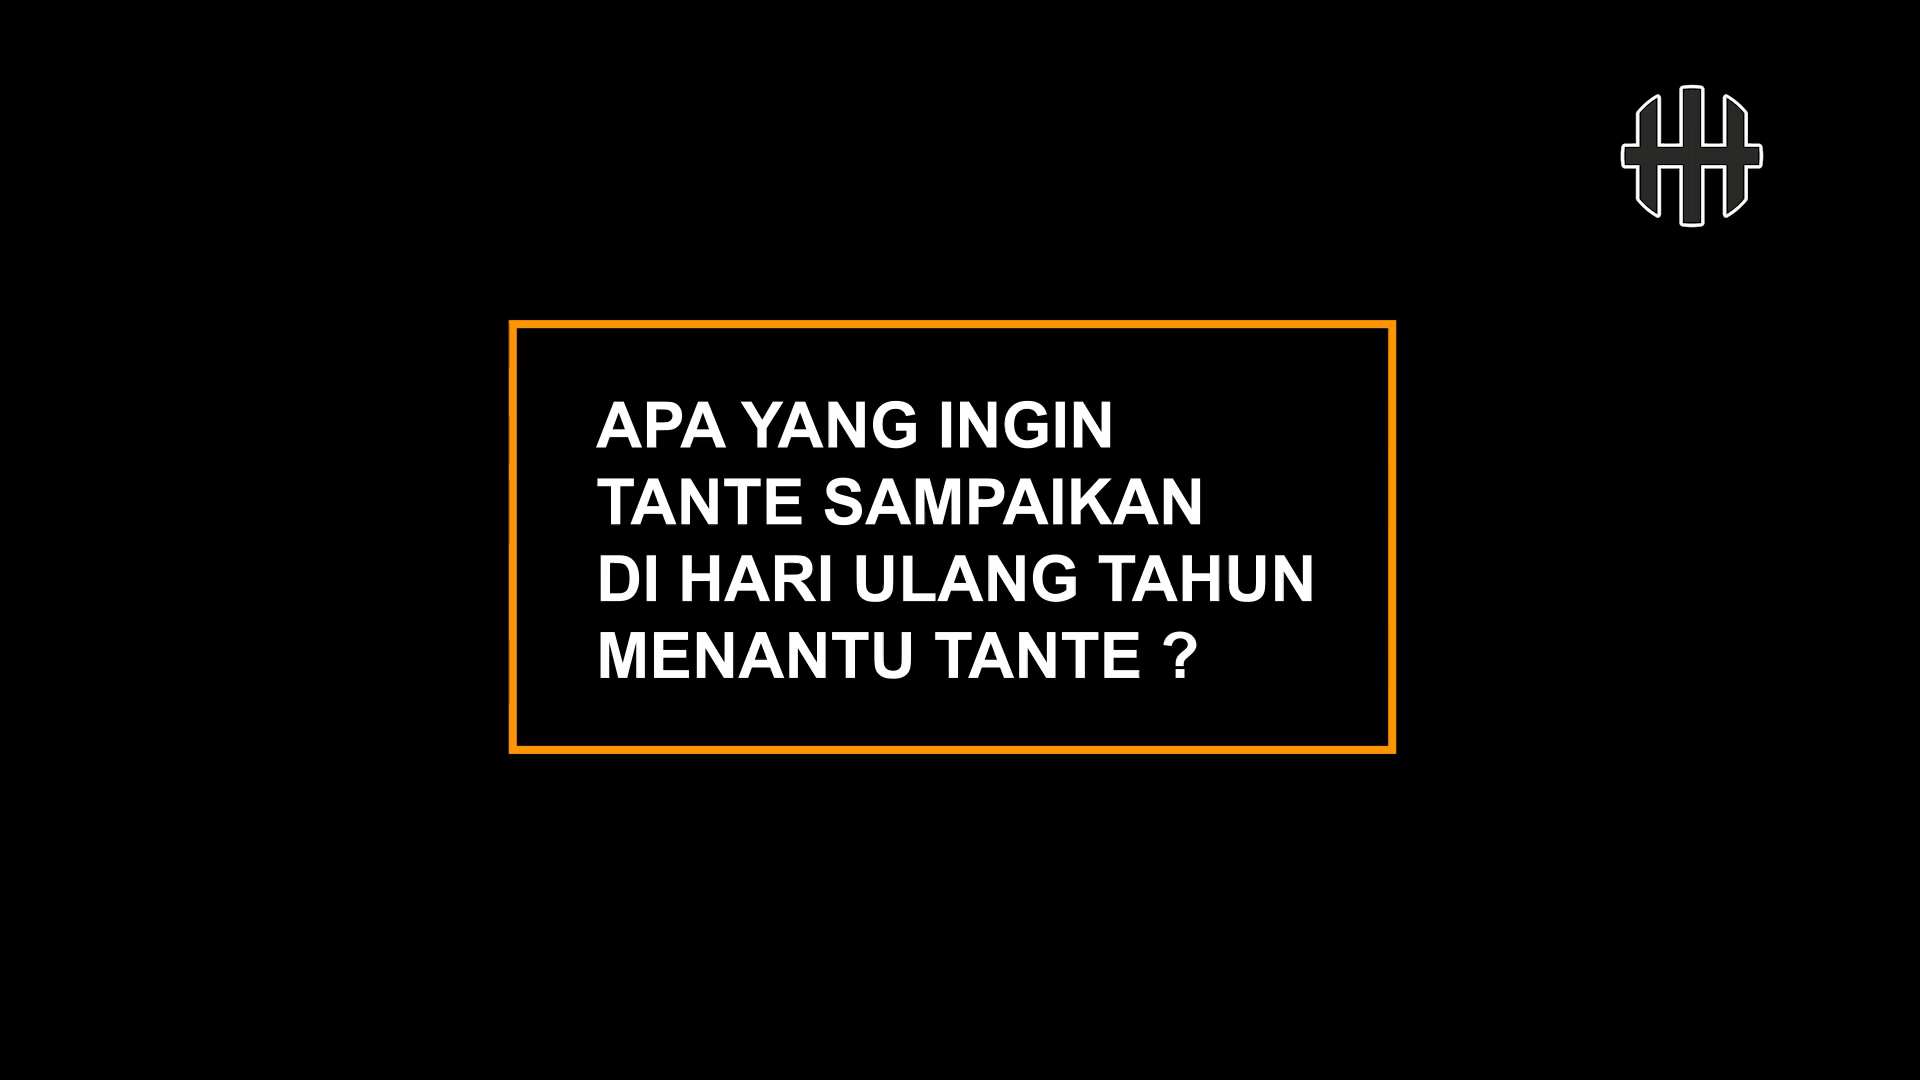 APA YANG INGIN
TANTE SAMPAIKAN
DI HARI ULANG TAHUN
MENANTU TANTE ?